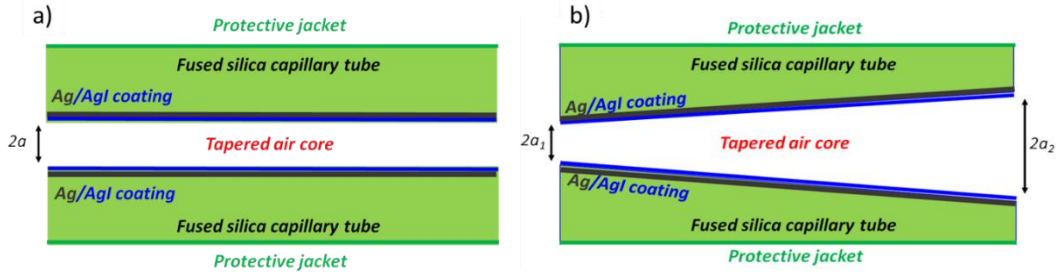 a)
Protective jacket
Fused silica capillary tube
Ag/AgI coating
2a
Tapered air core
Ag/AgI coating
Fused silica capillary tube
Protective jacket
b)
Protective jacket
Fused silica capillary tube
Ag/AgI coating
2a₁
Tapered air core
2a₂
Ag/AgI coating
Fused silica capillary tube
Protective jacket